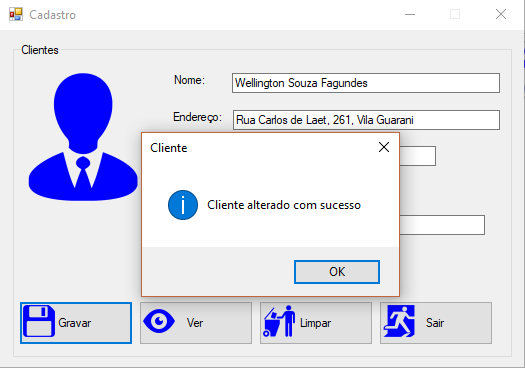 Cadastro
Clientes
Nome:
Wellington Souza Fagundes
Endereço:
Rua Carlos de Laet, 261, Vila Guarani
Cliente
Cliente alterado com sucesso
OK
Gravar
Ver
Limpar
Sair